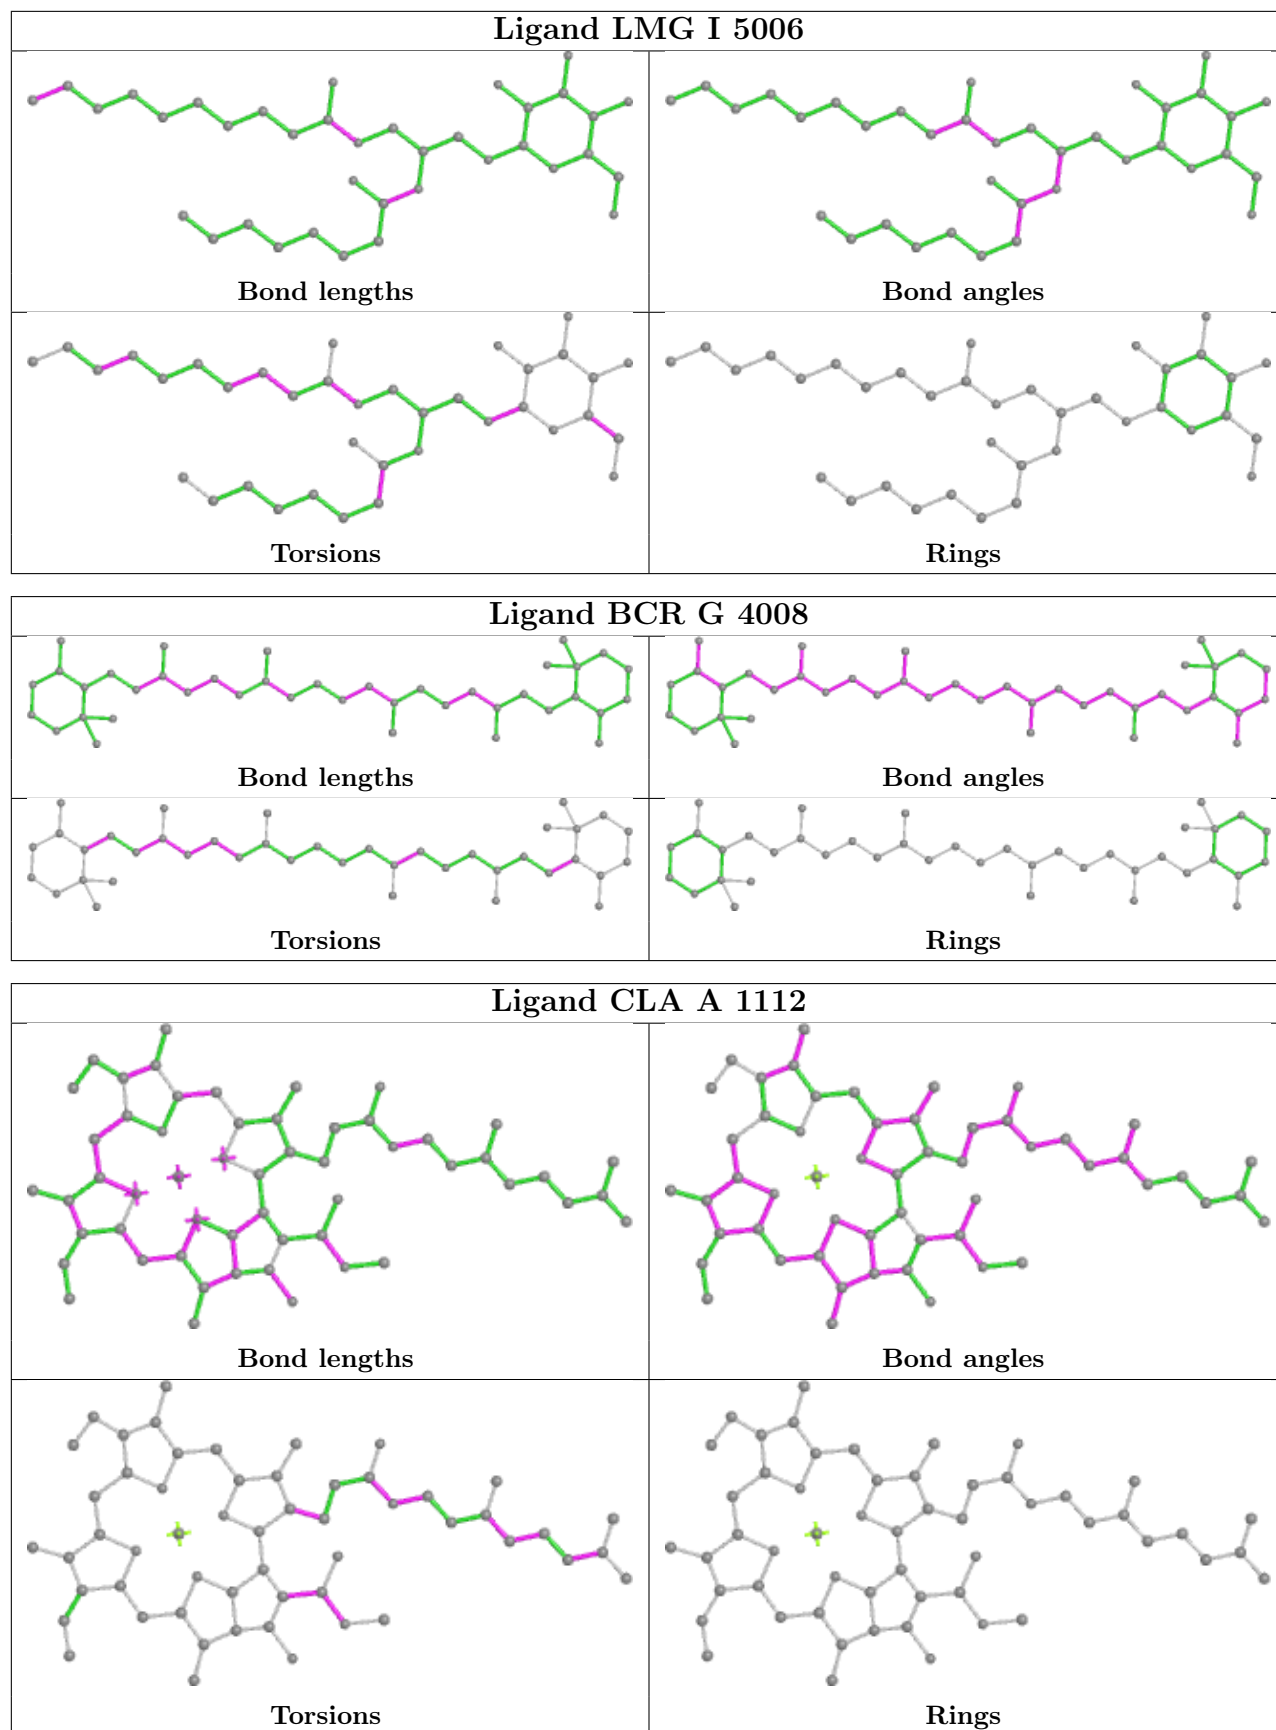 Ligand LMG I 5006
Bond lengths
Bond angles
Torsions
Rings
Ligand BCR G 4008
Bond lengths
Bond angles
Torsions
Rings
Ligand CLA A 1112
Bond lengths
Bond angles
Torsions
Rings